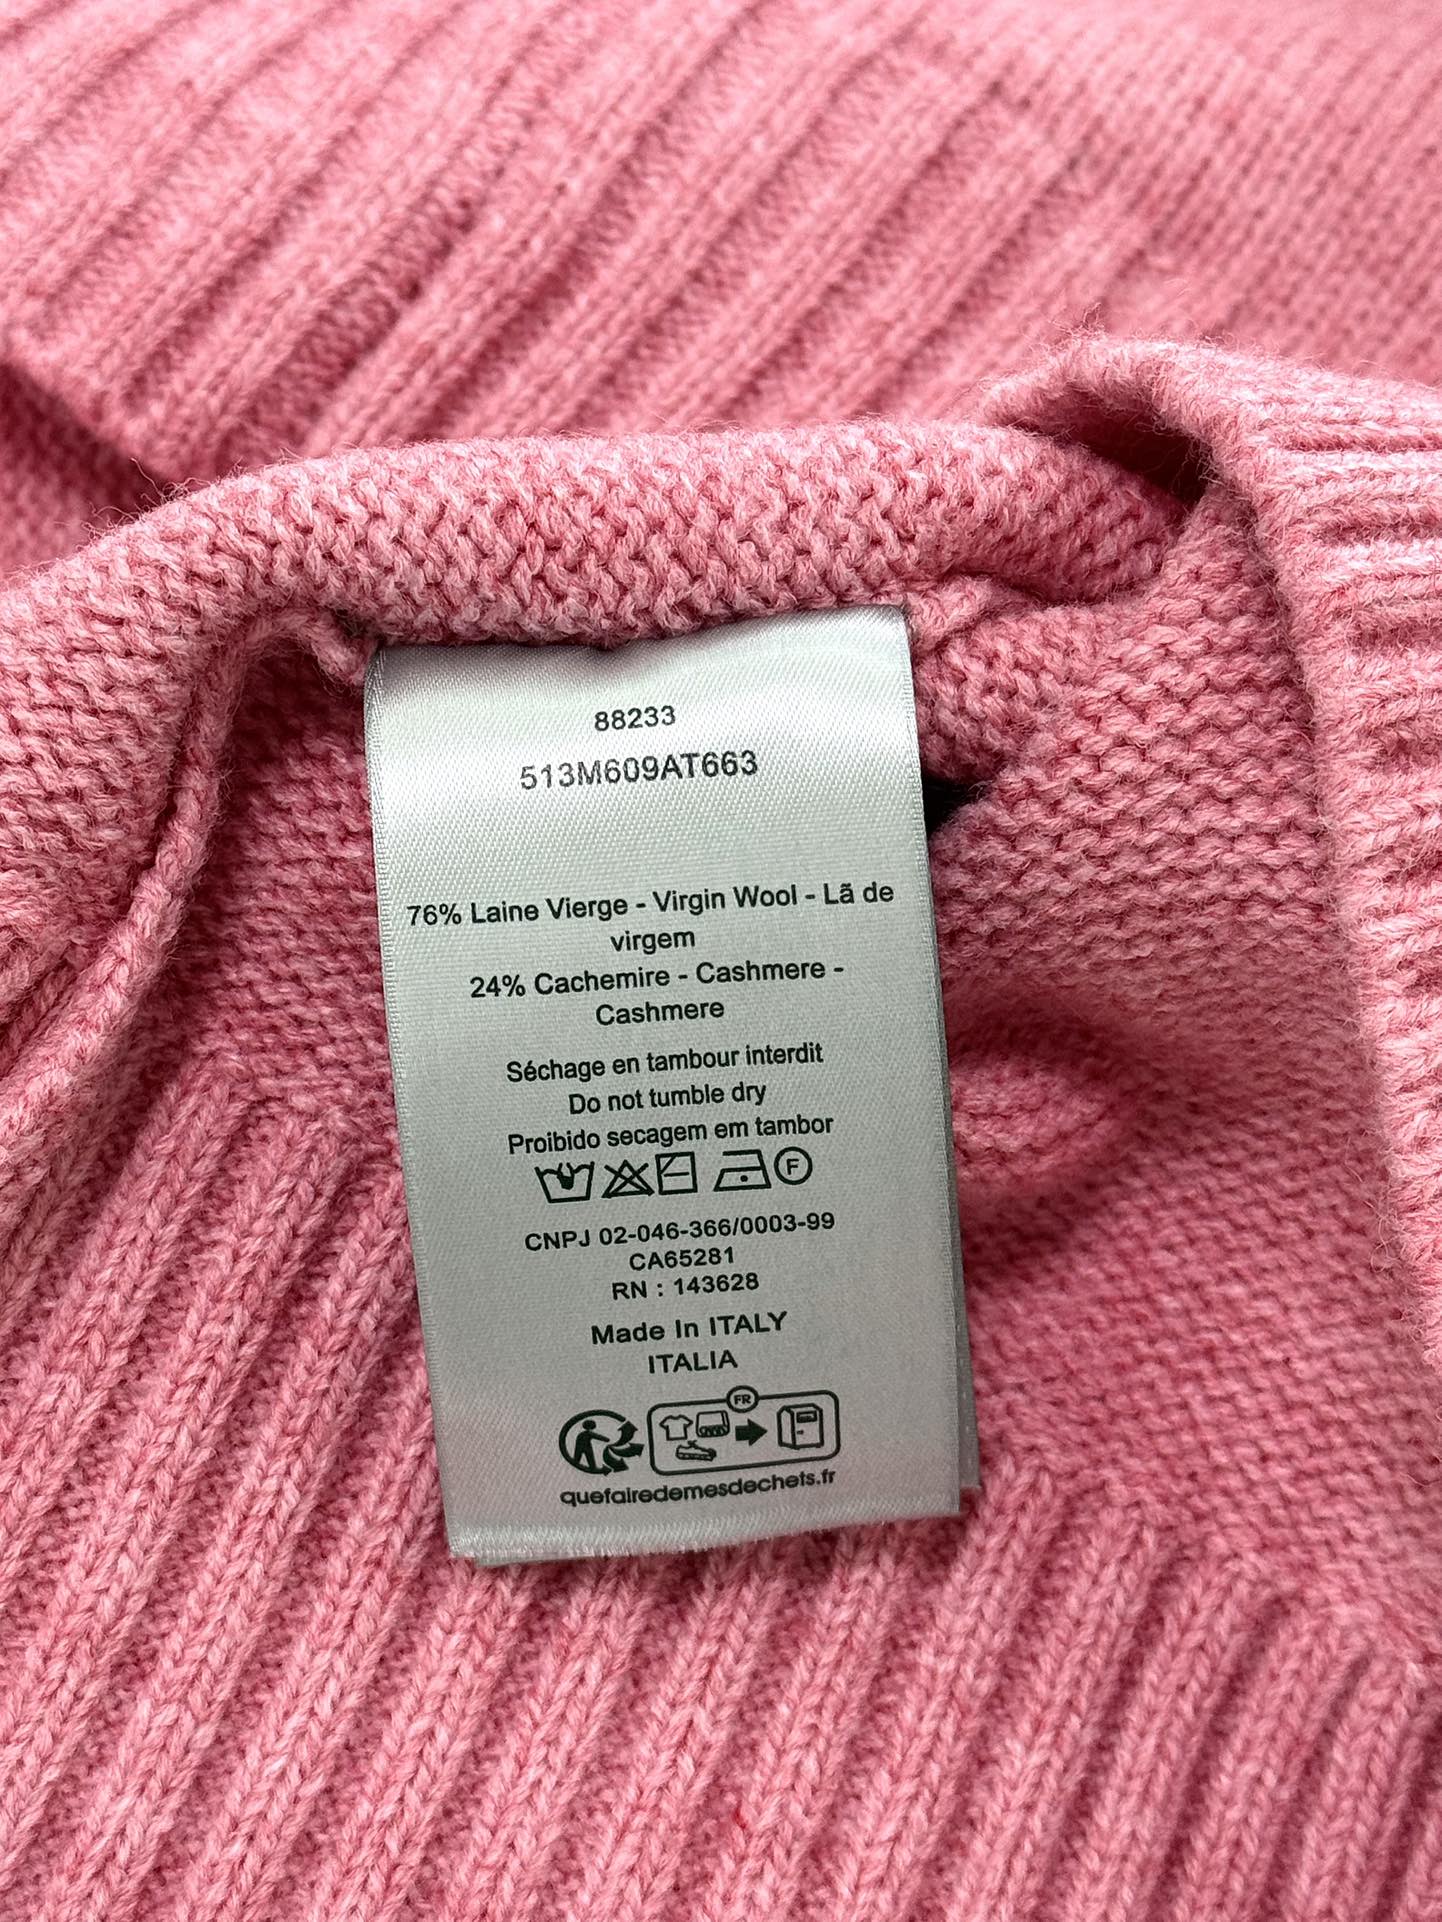 88233
513M609AT663
76% Laine Vierge - Virgin Wool - Lã de
virgem
24% Cachemire - Cashmere -
Cashmere
Séchage en tambour interdit
Do not tumble dry
Proibido secagem em tambor
F
CNPJ 02-046-366/0003-99
CA65281
RN : 143628
Made In ITALY
ITALIA
FR
quefairedemesdechets.fr